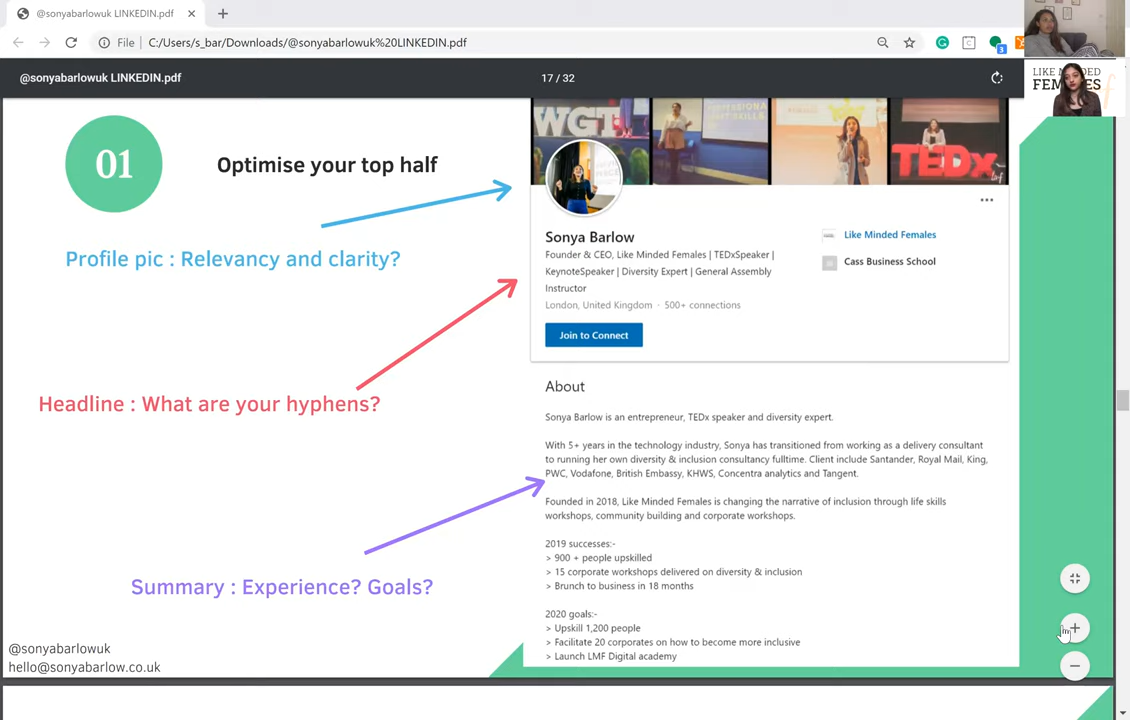 @sonyabarlowuk LINKEDIN.pdf
File
C:/Users/s_bar/Downloads/@sonyabarlowuk%20LINKEDIN.pdf
3
@sonyabarlowuk LINKEDIN.pdf
17 / 32
LIKE MINDED
FEMALES
01
Optimise your top half
Profile pic : Relevancy and clarity?
Headline : What are your hyphens?
Summary : Experience? Goals?
@sonyabarlowuk
hello@sonyabarlow.co.uk
WGT
TEDx
Sonya Barlow
Founder & CEO, Like Minded Females | TEDxSpeaker |
KeynoteSpeaker | Diversity Expert | General Assembly
Instructor
London, United Kingdom · 500+ connections
Join to Connect
Like Minded Females
Cass Business School
About
Sonya Barlow is an entrepreneur, TEDx speaker and diversity expert.
With 5+ years in the technology industry, Sonya has transitioned from working as a delivery consultant
to running her own diversity & inclusion consultancy fulltime. Client include Santander, Royal Mail, King,
PWC, Vodafone, British Embassy, KHWS, Concentra analytics and Tangent.
Founded in 2018, Like Minded Females is changing the narrative of inclusion through life skills
workshops, community building and corporate workshops.
2019 successes:-
> 900 + people upskilled
> 15 corporate workshops delivered on diversity & inclusion
> Brunch to business in 18 months
2020 goals:-
> Upskill 1,200 people
> Facilitate 20 corporates on how to become more inclusive
> Launch LMF Digital academy